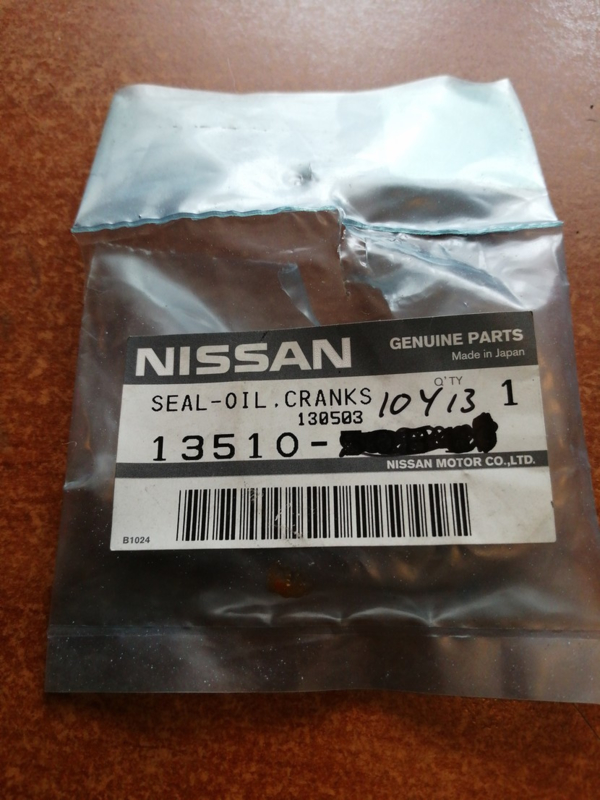 NISSAN
GENUINE PARTS
Made in Japan
SEAL-OIL,CRANKS
10Y13
Q'TY
1
130503
13510-
NISSAN MOTOR CO.,LTD.
B1024